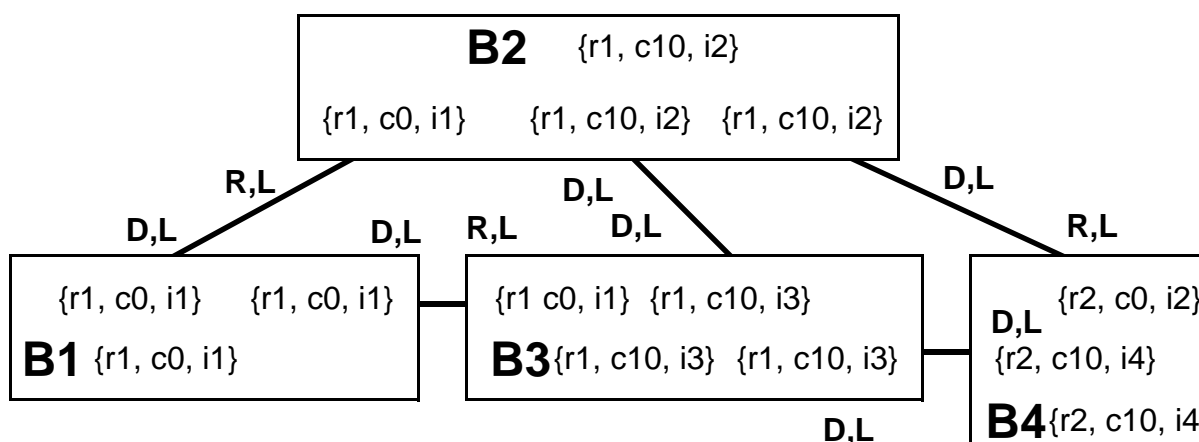 B2 {r1, c10, i2}
{r1, c0, i1} {r1, c10, i2} {r1, c10, i2}
R,L D,L D,L
D,L D,L R,L D,L R,L
{r1, c0, i1} {r1, c0, i1} {r1 c0, i1} {r1, c10, i3} {r2, c0, i2}
D,L
B1 {r1, c0, i1} B3 {r1, c10, i3} {r1, c10, i3} {r2, c10, i4}
D,L B4 {r2, c10, i4